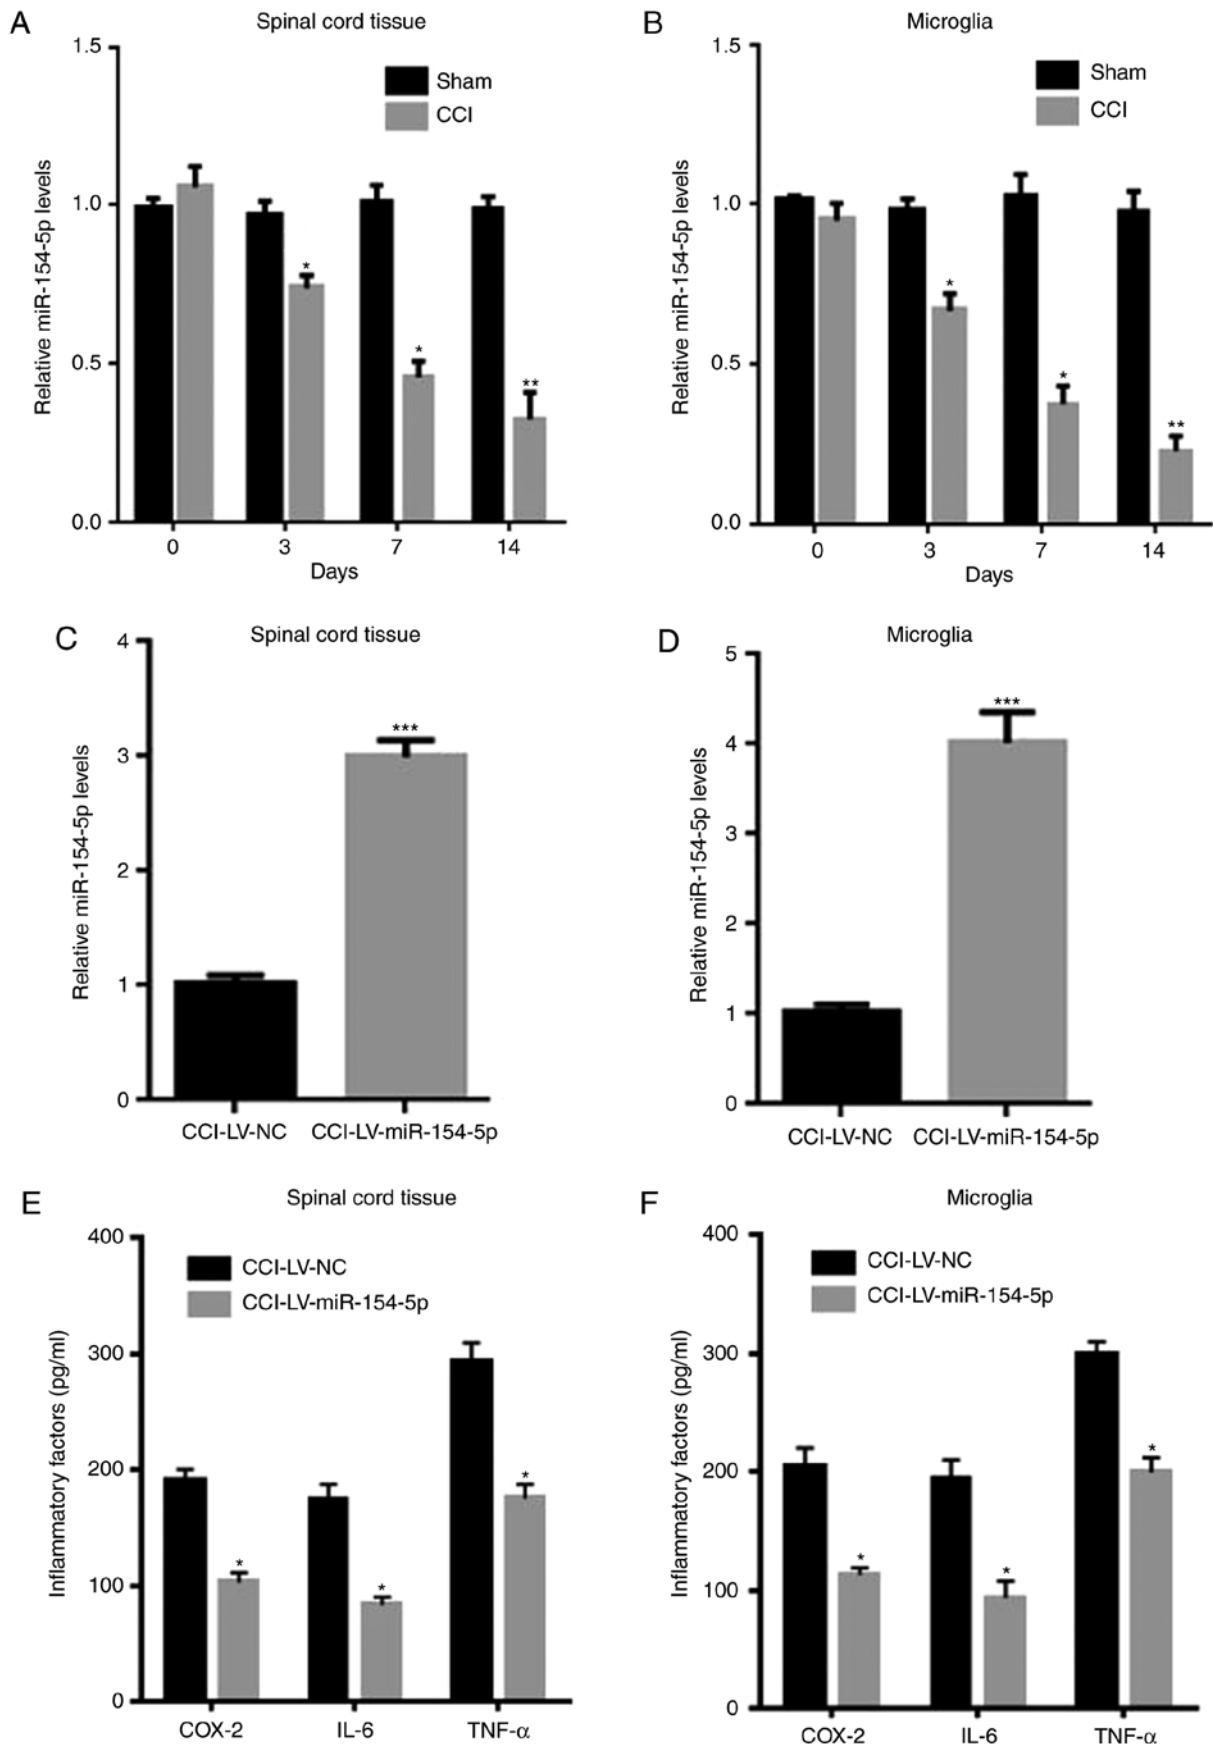 A
Spinal cord tissue
1.5
1.0
0.5
0.0
Relative miR-154-5p levels
Sham
CCI
*
*
**
0 3 7 14
Days
B
Microglia
1.5
1.0
0.5
0.0
Relative miR-154-5p levels
Sham
CCI
*
*
**
0 3 7 14
Days
C
Spinal cord tissue
4
3
2
1
0
Relative miR-154-5p levels
***
CCI-LV-NC CCI-LV-miR-154-5p
D
Microglia
5
4
3
2
1
0
Relative miR-154-5p levels
***
CCI-LV-NC CCI-LV-miR-154-5p
E
Spinal cord tissue
400
300
200
100
0
Inflammatory factors (pg/ml)
CCI-LV-NC
CCI-LV-miR-154-5p
*
*
*
COX-2 IL-6 TNF-α
F
Microglia
400
300
200
100
0
Inflammatory factors (pg/ml)
CCI-LV-NC
CCI-LV-miR-154-5p
*
*
*
COX-2 IL-6 TNF-α